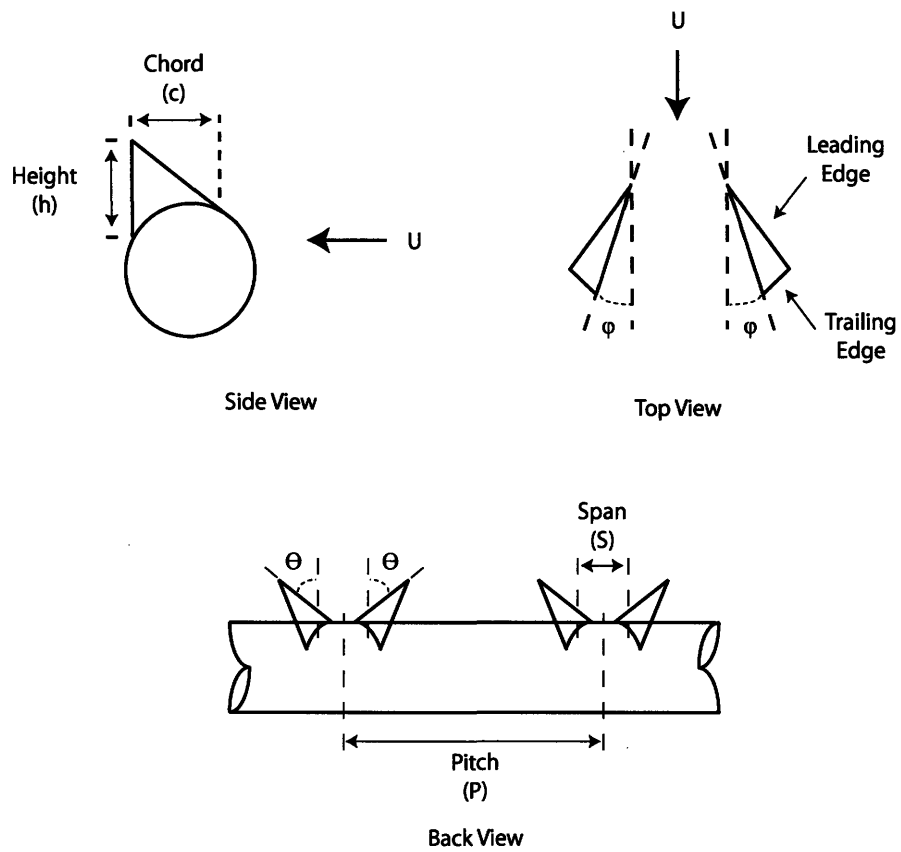 Chord
(c)
Height
(h)
U
Side View
U
Leading
Edge
φ
φ
Trailing
Edge
Top View
Span
(S)
Θ
Θ
Pitch
(P)
Back View